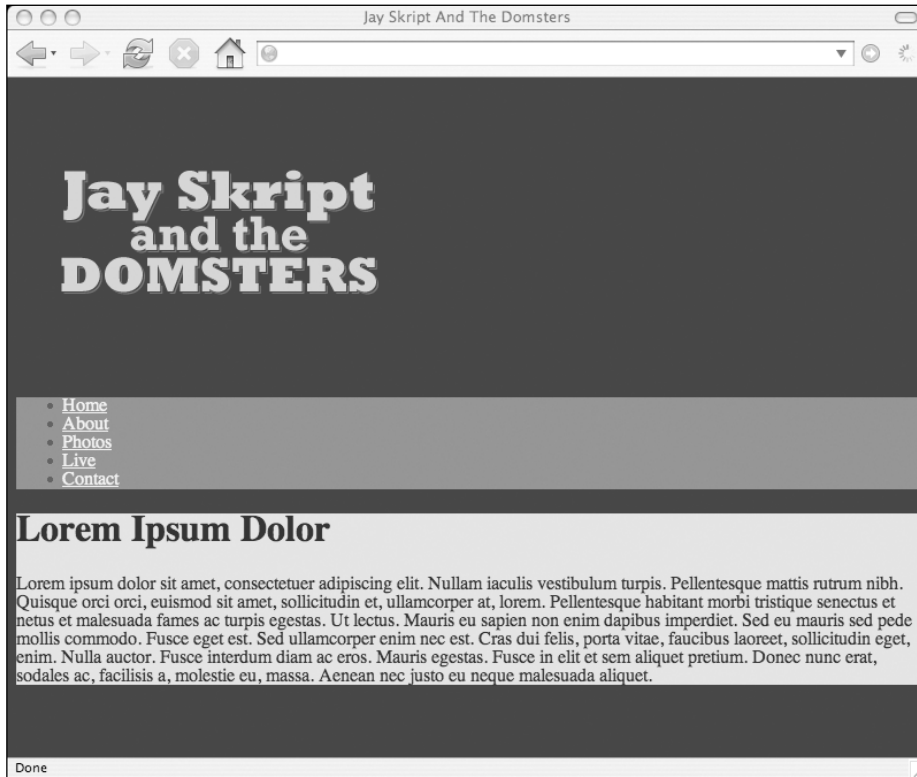 Jay Skript And The Domsters
Jay Skript
and the
DOMSTERS
Home
About
Photos
Live
Contact
Lorem Ipsum Dolor
Lorem ipsum dolor sit amet, consectetuer adipiscing elit. Nullam iaculis vestibulum turpis. Pellentesque mattis rutrum nibh.
Quisque orci orci, euismod sit amet, sollicitudin et, ullamcorper at, lorem. Pellentesque habitant morbi tristique senectus et
netus et malesuada fames ac turpis egestas. Ut lectus. Mauris eu sapien non enim dapibus imperdiet. Sed eu mauris sed pede
mollis commodo. Fusce eget est. Sed ullamcorper enim nec est. Cras dui felis, porta vitae, faucibus laoreet, sollicitudin eget,
enim. Nulla auctor. Fusce interdum diam ac eros. Mauris egestas. Fusce in elit et sem aliquet pretium. Donec nunc erat,
sodales ac, facilisis a, molestie eu, massa. Aenean nec justo eu neque malesuada aliquet.
Done